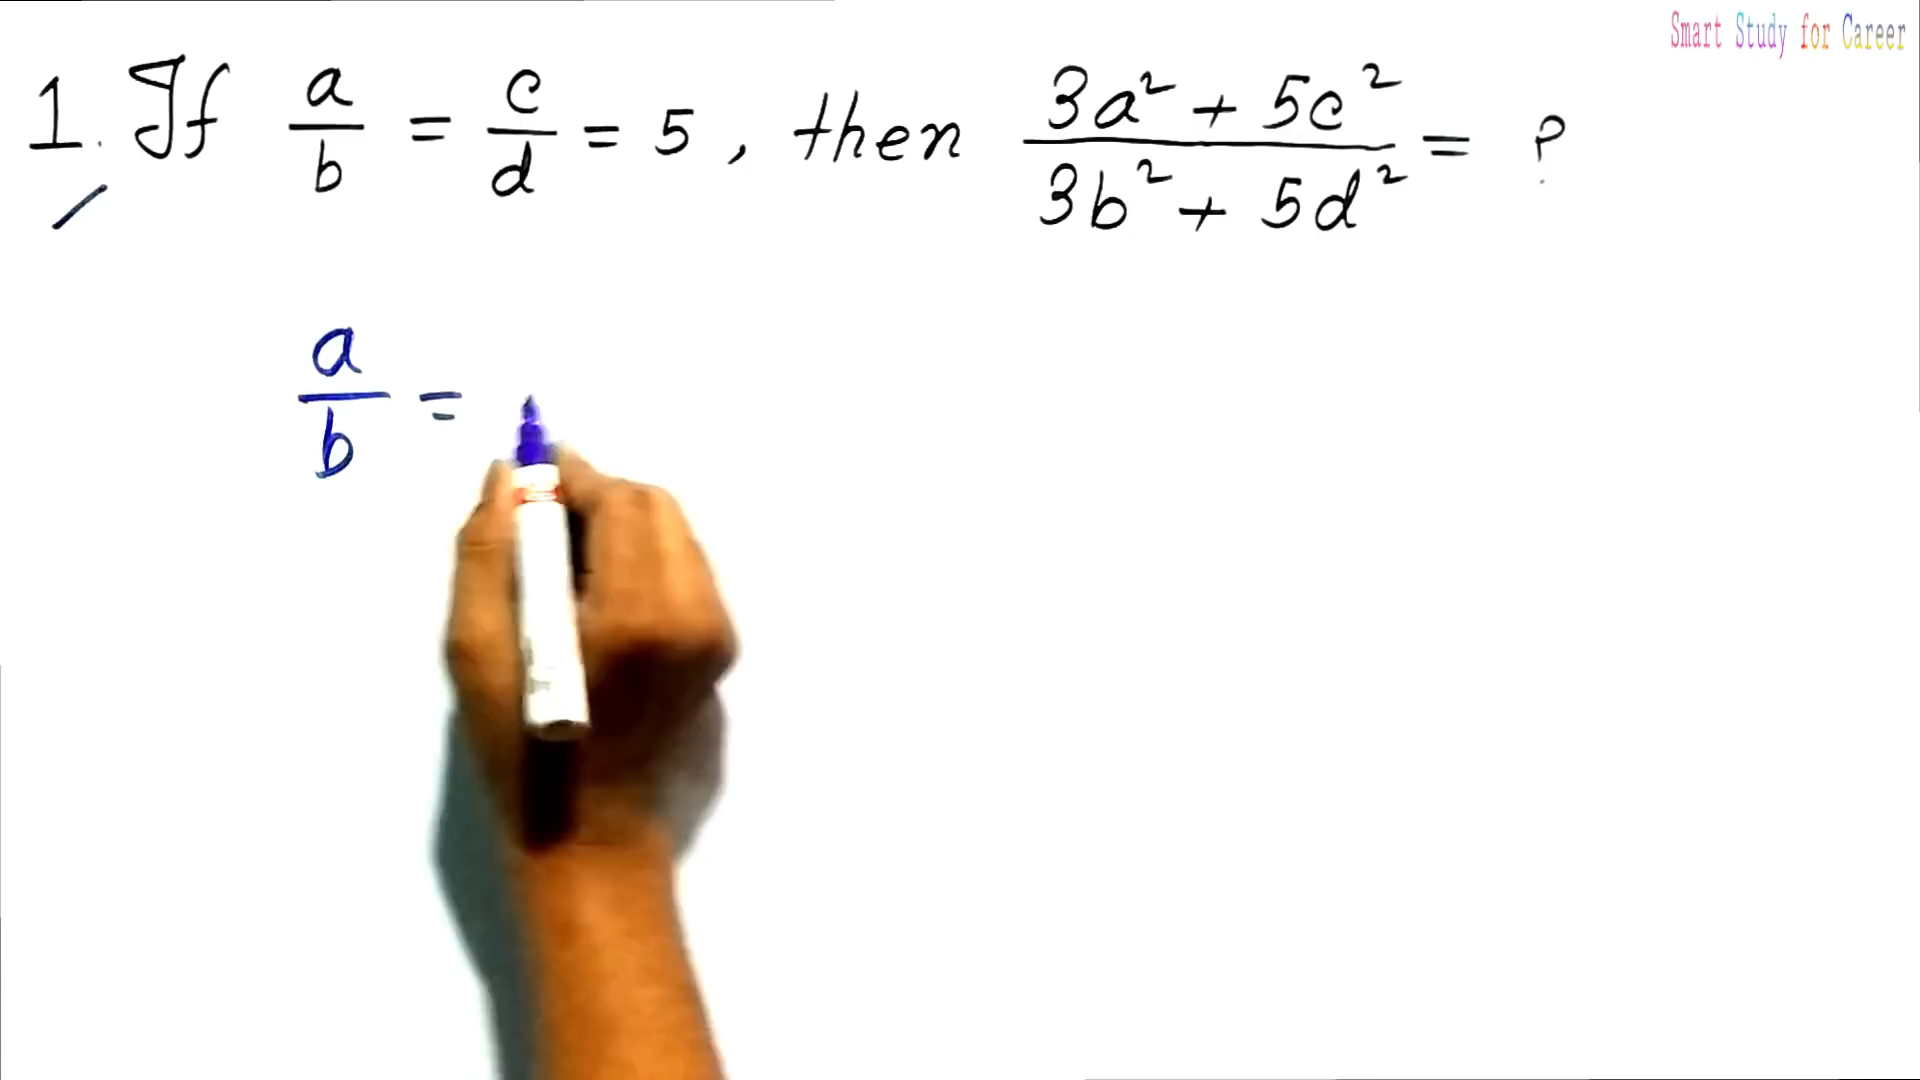 Smart Study for Career
1. If a/b = c/d = 5, then (3a² + 5c²)/(3b² + 5d²) = ?
a/b =